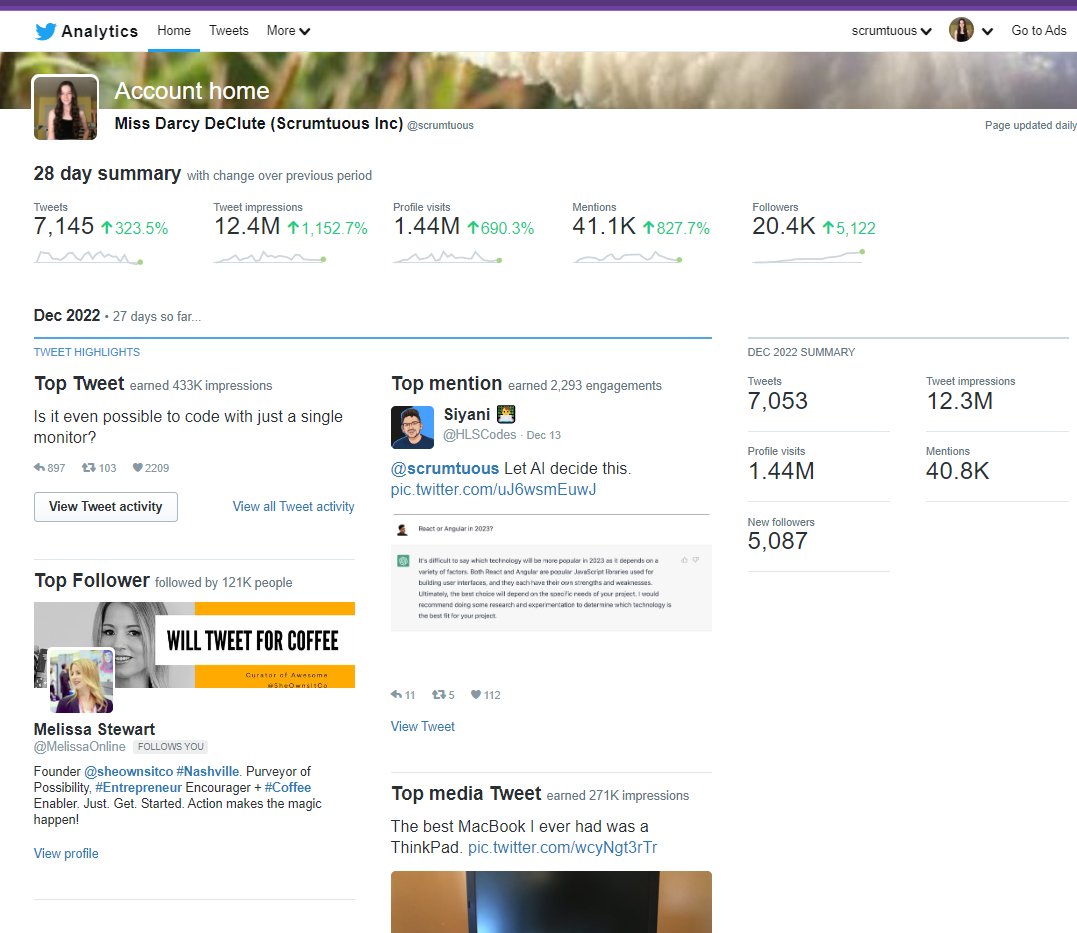 Analytics Home Tweets More scrumtuous Go to Ads
Account home
Miss Darcy DeClute (Scrumtuous Inc) @scrumtuous Page updated daily
28 day summary with change over previous period
Tweets
7,145 323.5%
Tweet impressions
12.4M 1,152.7%
Profile visits
1.44M 690.3%
Mentions
41.1K 827.7%
Followers
20.4K 5,122
Dec 2022 • 27 days so far...
TWEET HIGHLIGHTS
Top Tweet earned 433K impressions
Is it even possible to code with just a single
monitor?
897 103 2209
View Tweet activity View all Tweet activity
Top Follower followed by 121K people
WILL TWEET FOR COFFEE
Curator of Awesome
@SheOwnsitCo
Melissa Stewart
@MelissaOnline FOLLOWS YOU
Founder @sheownsitco #Nashville. Purveyor of
Possibility, #Entrepreneur Encourager + #Coffee
Enabler. Just. Get. Started. Action makes the magic
happen!
View profile
Top mention earned 2,293 engagements
Siyani
@HLSCodes · Dec 13
@scrumtuous Let AI decide this.
pic.twitter.com/uJ6wsmEuwJ
React or Angular in 2023?
It's difficult to say which technology will be more popular in 2023 as it depends on a
variety of factors. Both React and Angular are popular JavaScript libraries used for
building user interfaces, and they each have their own strengths and weaknesses.
Ultimately, the best choice will depend on the specific needs of your project. I would
recommend doing some research and experimentation to determine which technology is
the best fit for your project.
11 5 112
View Tweet
Top media Tweet earned 271K impressions
The best MacBook I ever had was a
ThinkPad. pic.twitter.com/wcyNgt3rTr
DEC 2022 SUMMARY
Tweets
7,053
Tweet impressions
12.3M
Profile visits
1.44M
Mentions
40.8K
New followers
5,087